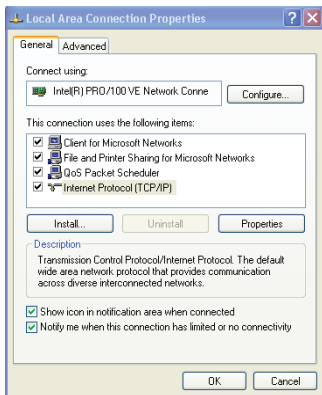 Local Area Connection Properties
General Advanced
Connect using:
Intel(R) PRO/100 VE Network Conne
Configure...
This connection uses the following items:
Client for Microsoft Networks
File and Printer Sharing for Microsoft Networks
QoS Packet Scheduler
Internet Protocol (TCP/IP)
Install... Uninstall Properties
Description
Transmission Control Protocol/Internet Protocol. The default
wide area network protocol that provides communication
across diverse interconnected networks.
Show icon in notification area when connected
Notify me when this connection has limited or no connectivity
OK Cancel